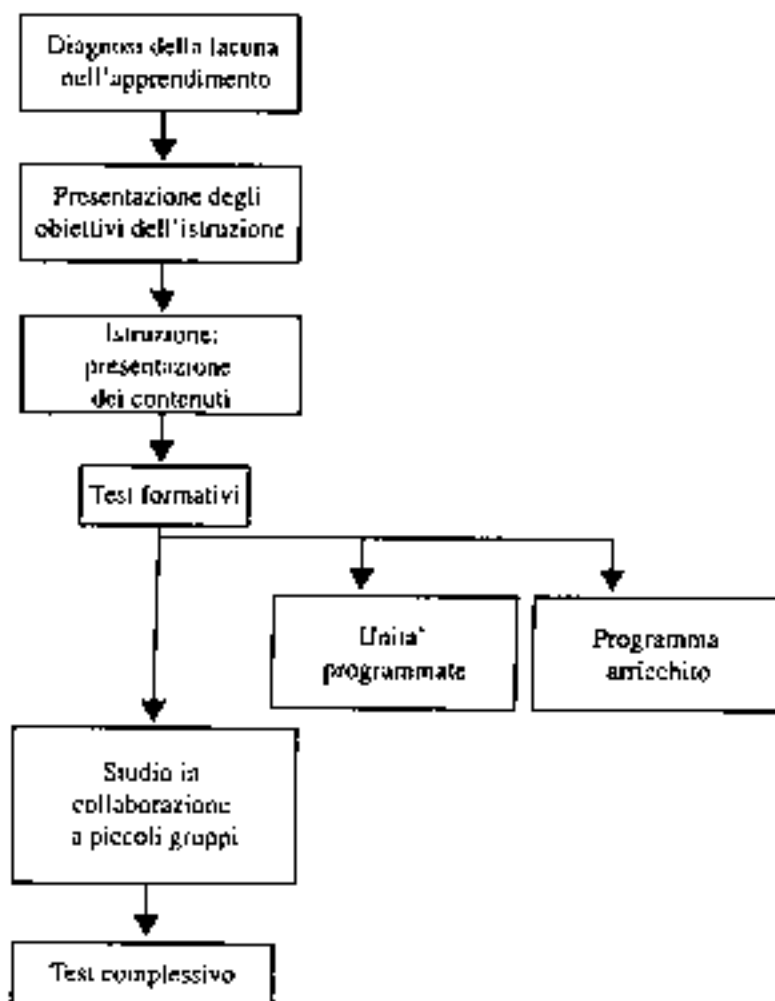 Diagnosi della lacuna
nell'apprendimento
Presentazione degli
obiettivi dell'istruzione
Istruzione:
presentazione
dei contenuti
Test formativi
Unita`
programmate
Programma
arricchito
Studio in
collaborazione
a piccoli gruppi
Test complessivo